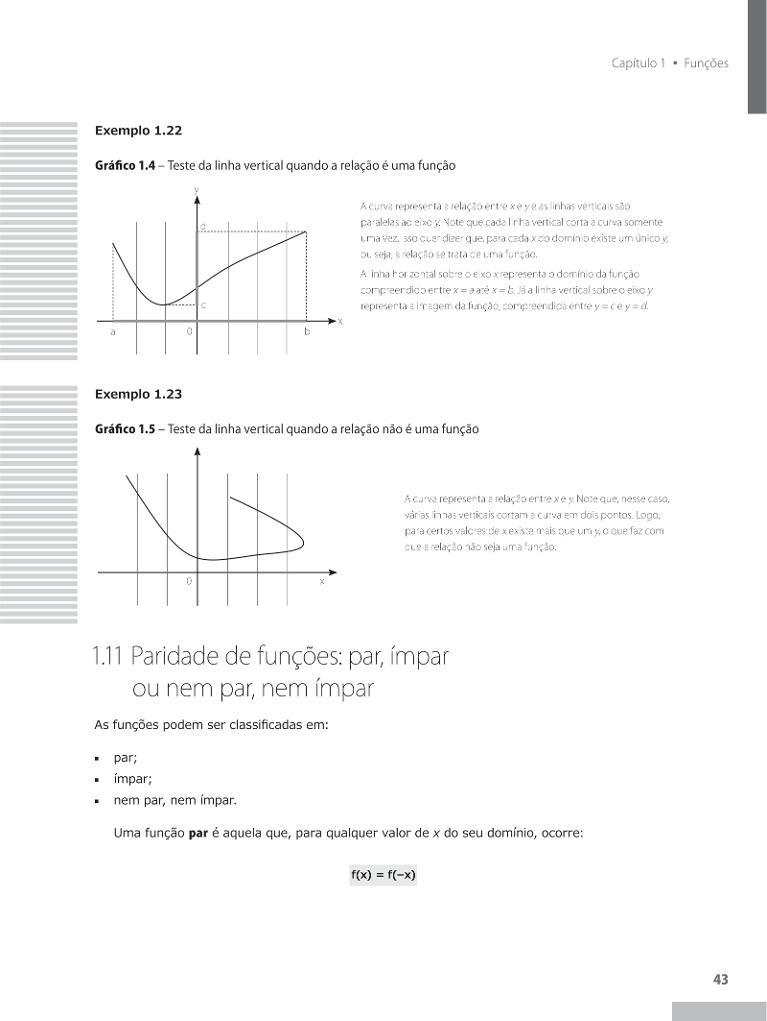 Capítulo 1 • Funções
Exemplo 1.22
Gráfico 1.4 – Teste da linha vertical quando a relação é uma função
y
d
c
x
a
0
b
A curva representa a relação entre x e y e as linhas verticais são
paralelas ao eixo y. Note que cada linha vertical corta a curva somente
uma vez. Isso quer dizer que, para cada x do domínio existe um único y,
ou seja, a relação se trata de uma função.
A linha horizontal sobre o eixo x representa o domínio da função
compreendido entre x = a até x = b. Já a linha vertical sobre o eixo y
representa a imagem da função, compreendida entre y = c e y = d.
Exemplo 1.23
Gráfico 1.5 – Teste da linha vertical quando a relação não é uma função
0
x
A curva representa a relação entre x e y. Note que, nesse caso,
várias linhas verticais cortam a curva em dois pontos. Logo,
para certos valores de x existe mais que um y, o que faz com
que a relação não seja uma função.
1.11 Paridade de funções: par, ímpar
ou nem par, nem ímpar
As funções podem ser classificadas em:
▪ par;
▪ ímpar;
▪ nem par, nem ímpar.
Uma função par é aquela que, para qualquer valor de x do seu domínio, ocorre:
f(x) = f(–x)
43